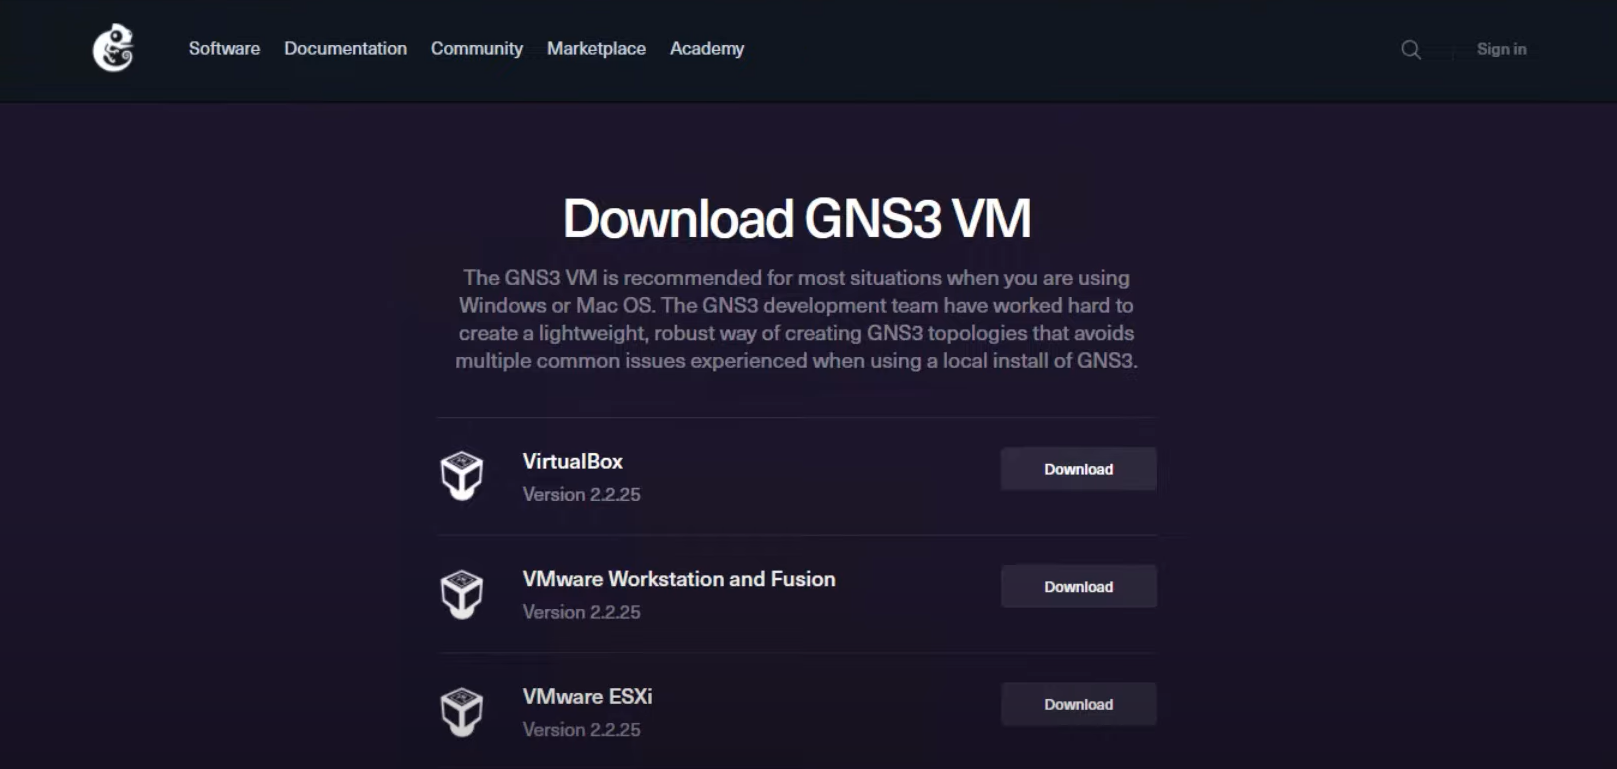 Software Documentation Community Marketplace Academy Sign in
Download GNS3 VM
The GNS3 VM is recommended for most situations when you are using
Windows or Mac OS. The GNS3 development team have worked hard to
create a lightweight, robust way of creating GNS3 topologies that avoids
multiple common issues experienced when using a local install of GNS3.
VirtualBox
Version 2.2.25
Download
VMware Workstation and Fusion
Version 2.2.25
Download
VMware ESXi
Version 2.2.25
Download